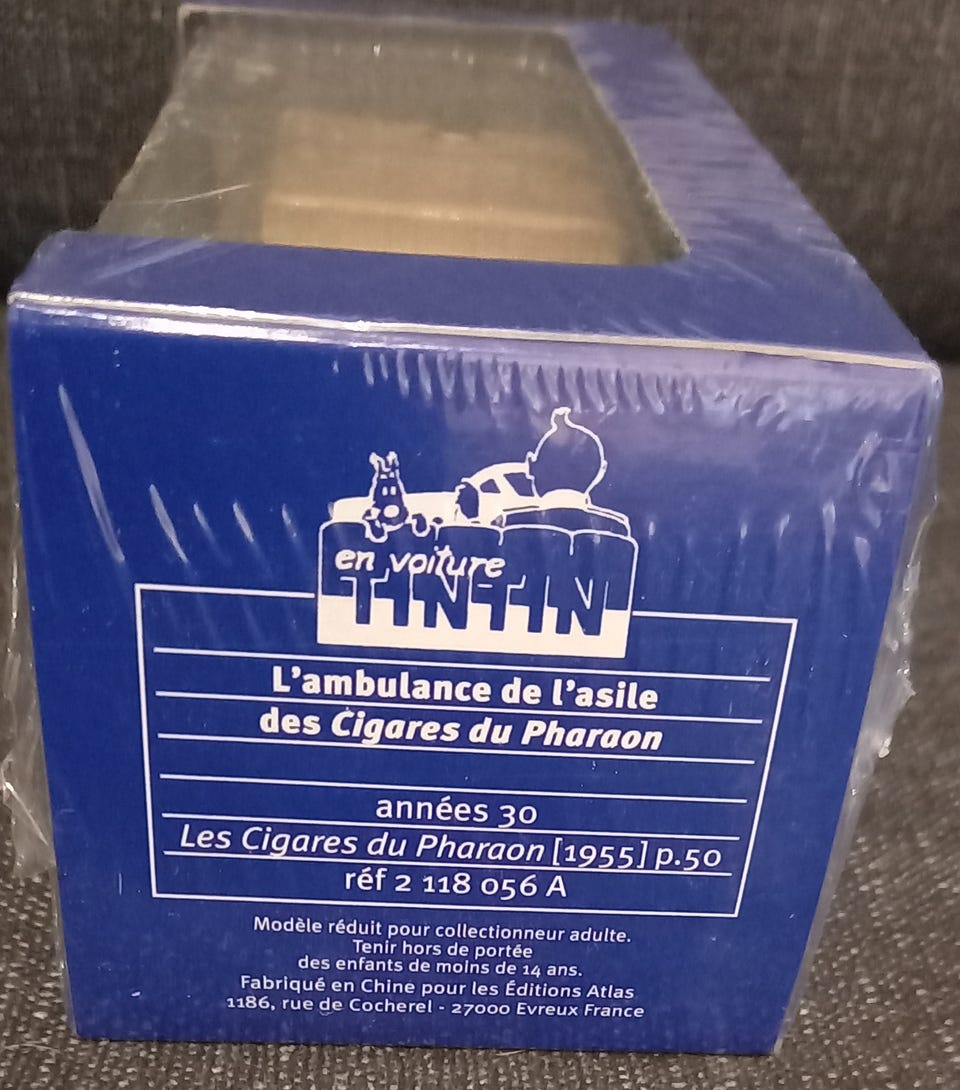 en voiture
TINTIN
L'ambulance de l'asile
des Cigares du Pharaon
années 30
Les Cigares du Pharaon [1955] p.50
réf 2 118 056 A
Modèle réduit pour collectionneur adulte.
Tenir hors de portée
des enfants de moins de 14 ans.
Fabriqué en Chine pour les Éditions Atlas
1186, rue de Cocherel - 27000 Evreux France